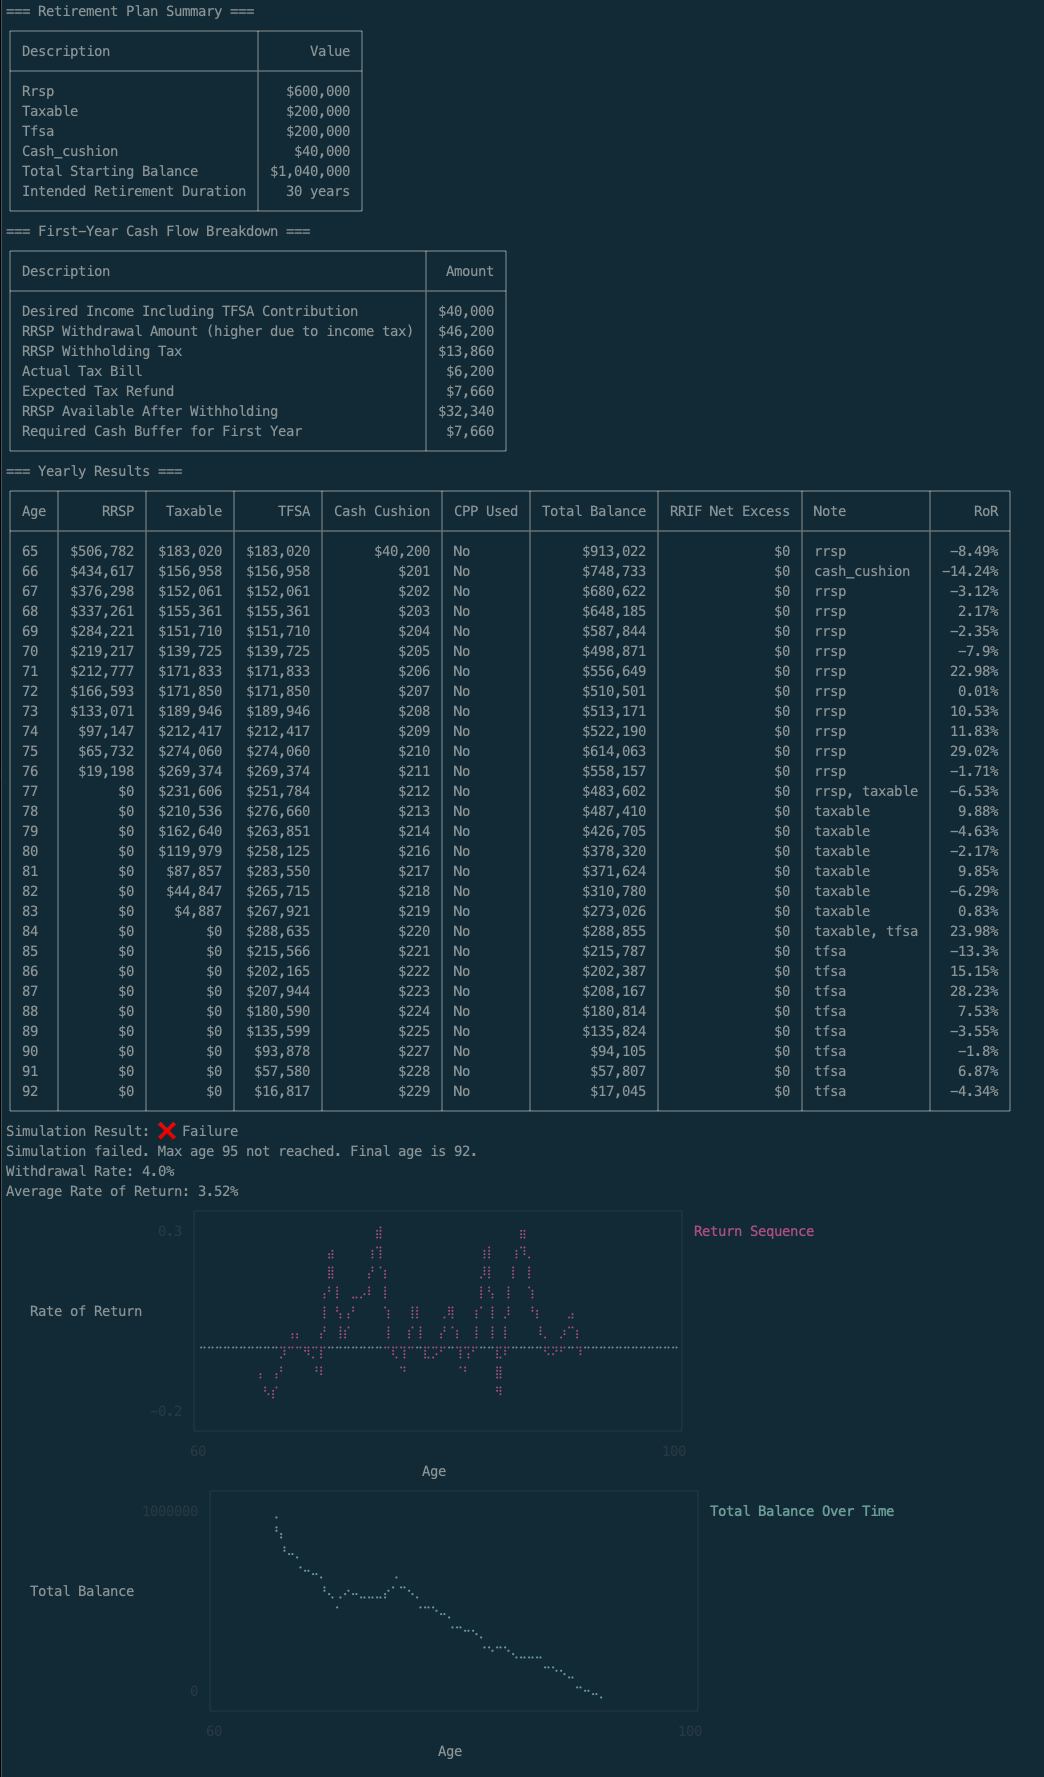 === Retirement Plan Summary ===
Description Value
Rrsp $600,000
Taxable $200,000
Tfsa $200,000
Cash_cushion $40,000
Total Starting Balance $1,040,000
Intended Retirement Duration 30 years
=== First-Year Cash Flow Breakdown ===
Description Amount
Desired Income Including TFSA Contribution $40,000
RRSP Withdrawal Amount (higher due to income tax) $46,200
RRSP Withholding Tax $13,860
Actual Tax Bill $6,200
Expected Tax Refund $7,660
RRSP Available After Withholding $32,340
Required Cash Buffer for First Year $7,660
=== Yearly Results ===
Age RRSP Taxable TFSA Cash Cushion CPP Used Total Balance RRIF Net Excess Note RoR
65 $506,782 $183,020 $183,020 $40,200 No $913,022 $0 rrsp -8.49%
66 $434,617 $156,958 $156,958 $201 No $748,733 $0 cash_cushion -14.24%
67 $376,298 $152,061 $152,061 $202 No $680,622 $0 rrsp -3.12%
68 $337,261 $155,361 $155,361 $203 No $648,185 $0 rrsp 2.17%
69 $284,221 $151,710 $151,710 $204 No $587,844 $0 rrsp -2.35%
70 $219,217 $139,725 $139,725 $205 No $498,871 $0 rrsp -7.9%
71 $212,777 $171,833 $171,833 $206 No $556,649 $0 rrsp 22.98%
72 $166,593 $171,850 $171,850 $207 No $510,501 $0 rrsp 0.01%
73 $133,071 $189,946 $189,946 $208 No $513,171 $0 rrsp 10.53%
74 $97,147 $212,417 $212,417 $209 No $522,190 $0 rrsp 11.83%
75 $65,732 $274,060 $274,060 $210 No $614,063 $0 rrsp 29.02%
76 $19,198 $269,374 $269,374 $211 No $558,157 $0 rrsp -1.71%
77 $0 $231,606 $251,784 $212 No $483,602 $0 rrsp, taxable -6.53%
78 $0 $210,536 $276,660 $213 No $487,410 $0 taxable 9.88%
79 $0 $162,640 $263,851 $214 No $426,705 $0 taxable -4.63%
80 $0 $119,979 $258,125 $216 No $378,320 $0 taxable -2.17%
81 $0 $87,857 $283,550 $217 No $371,624 $0 taxable 9.85%
82 $0 $44,847 $265,715 $218 No $310,780 $0 taxable -6.29%
83 $0 $4,887 $267,921 $219 No $273,026 $0 taxable 0.83%
84 $0 $0 $288,635 $220 No $288,855 $0 taxable, tfsa 23.98%
85 $0 $0 $215,566 $221 No $215,787 $0 tfsa -13.3%
86 $0 $0 $202,165 $222 No $202,387 $0 tfsa 15.15%
87 $0 $0 $207,944 $223 No $208,167 $0 tfsa 28.23%
88 $0 $0 $180,590 $224 No $180,814 $0 tfsa 7.53%
89 $0 $0 $135,599 $225 No $135,824 $0 tfsa -3.55%
90 $0 $0 $93,878 $227 No $94,105 $0 tfsa -1.8%
91 $0 $0 $57,580 $228 No $57,807 $0 tfsa 6.87%
92 $0 $0 $16,817 $229 No $17,045 $0 tfsa -4.34%
Simulation Result: ❌ Failure
Simulation failed. Max age 95 not reached. Final age is 92.
Withdrawal Rate: 4.0%
Average Rate of Return: 3.52%
0.3 Return Sequence
Rate of Return
-0.2
60 100
Age
1000000 Total Balance Over Time
Total Balance
0
60 100
Age